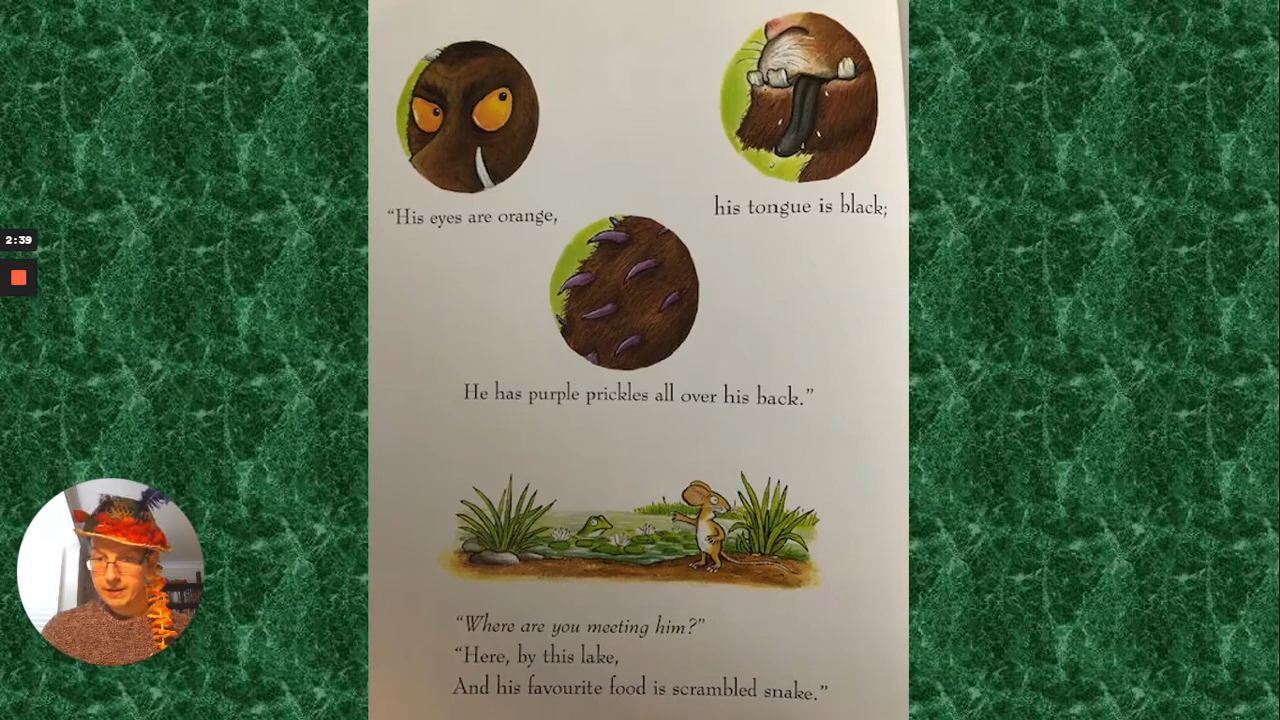 2:39
“His eyes are orange,
his tongue is black;
He has purple prickles all over his back.”
“Where are you meeting him?”
“Here, by this lake,
And his favourite food is scrambled snake.”